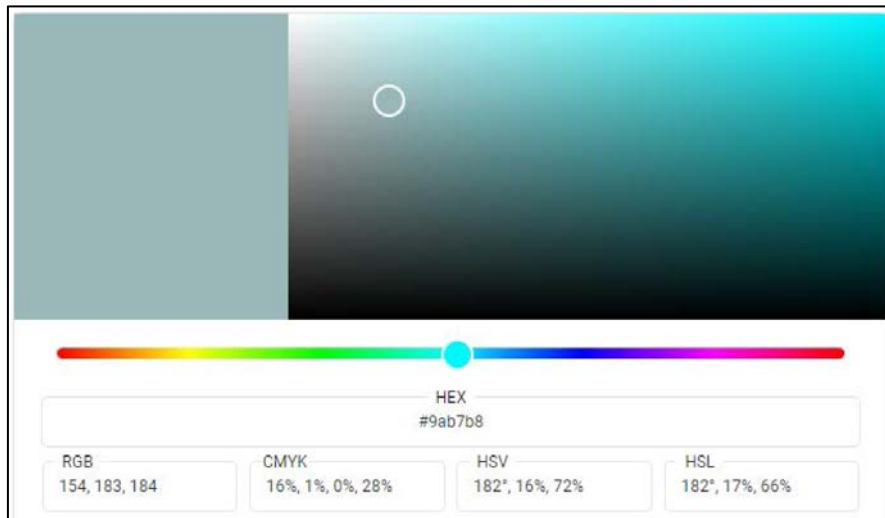 HEX
#9ab7b8
RGB
154, 183, 184
CMYK
16%, 1%, 0%, 28%
HSV
182°, 16%, 72%
HSL
182°, 17%, 66%